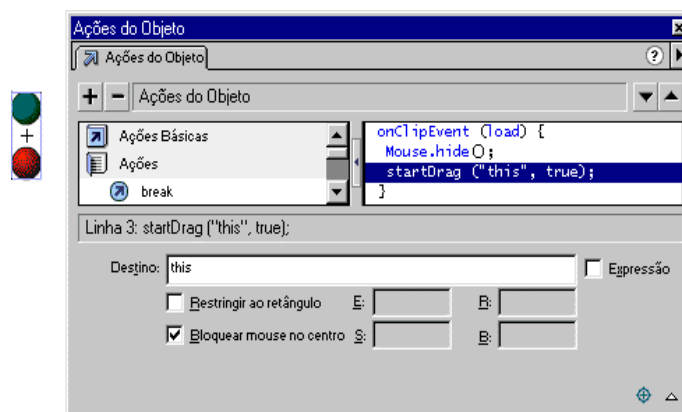 Ações do Objeto
Ações do Objeto
?
+ − Ações do Objeto
Ações Básicas
Ações
break
onClipEvent (load) {
Mouse.hide();
startDrag ("this", true);
}
Linha 3: startDrag ("this", true);
Destino: this
Expressão
Restringir ao retângulo E: R:
Bloquear mouse no centro S: B: